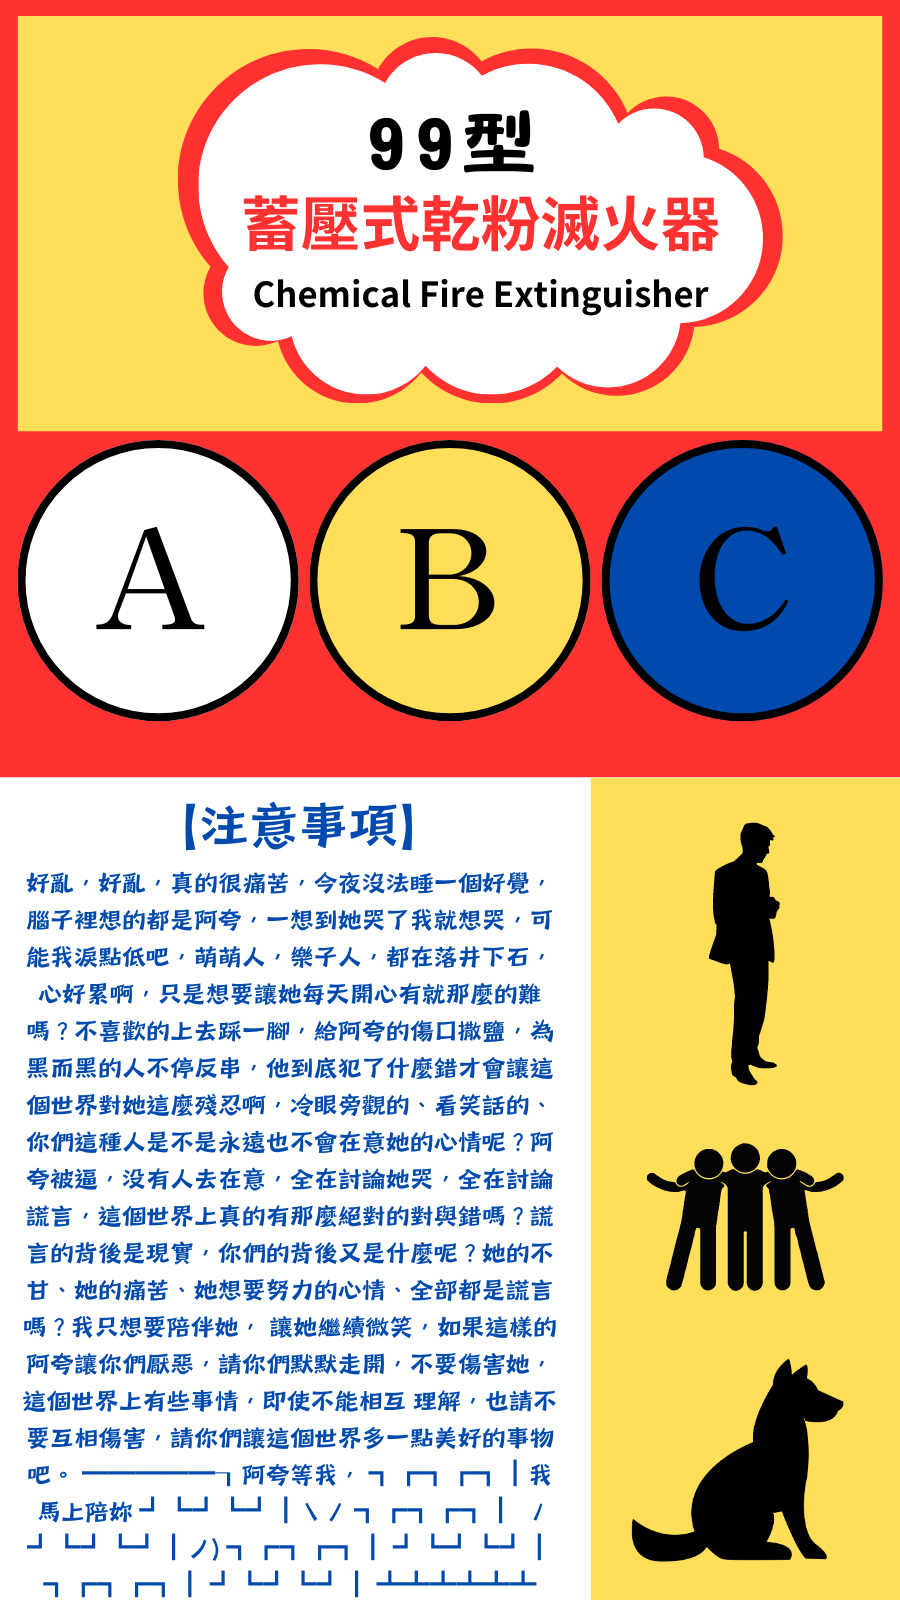 99型
蓄壓式乾粉滅火器
Chemical Fire Extinguisher
A B C
【注意事項】
好亂，好亂，真的很痛苦，今夜沒法睡一個好覺，
腦子裡想的都是阿夸，一想到她哭了我就想哭，可
能我淚點低吧，萌萌人，樂子人，都在落井下石，
心好累啊，只是想要讓她每天開心有就那麼的難
嗎？不喜歡的上去踩一腳，給阿夸的傷口撒鹽，為
黑而黑的人不停反串，他到底犯了什麼錯才會讓這
個世界對她這麼殘忍啊，冷眼旁觀的、看笑話的、
你們這種人是不是永遠也不會在意她的心情呢？阿
夸被逼，沒有人去在意，全在討論她哭，全在討論
謊言，這個世界上真的有那麼絕對的對與錯嗎？謊
言的背後是現實，你們的背後又是什麼呢？她的不
甘、她的痛苦、她想要努力的心情、全部都是謊言
嗎？我只想要陪伴她， 讓她繼續微笑，如果這樣的
阿夸讓你們厭惡，請你們默默走開，不要傷害她，
這個世界上有些事情，即使不能相互 理解，也請不
要互相傷害，請你們讓這個世界多一點美好的事物
吧。 ━━━━━┒ 阿夸等我， ┓ ┏┓ ┏┓ ┃我
馬上陪妳 ┛ ┗┛ ┗┛ ┃＼／ ┓ ┏┓ ┏┓ ┃ /
┛ ┗┛ ┗┛ ┃ノ) ┓ ┏┓ ┏┓ ┃ ┛ ┗┛ ┗┛ ┃
┓ ┏┓ ┏┓ ┃ ┛ ┗┛ ┗┛ ┃ ┻┻┻┻┻┻